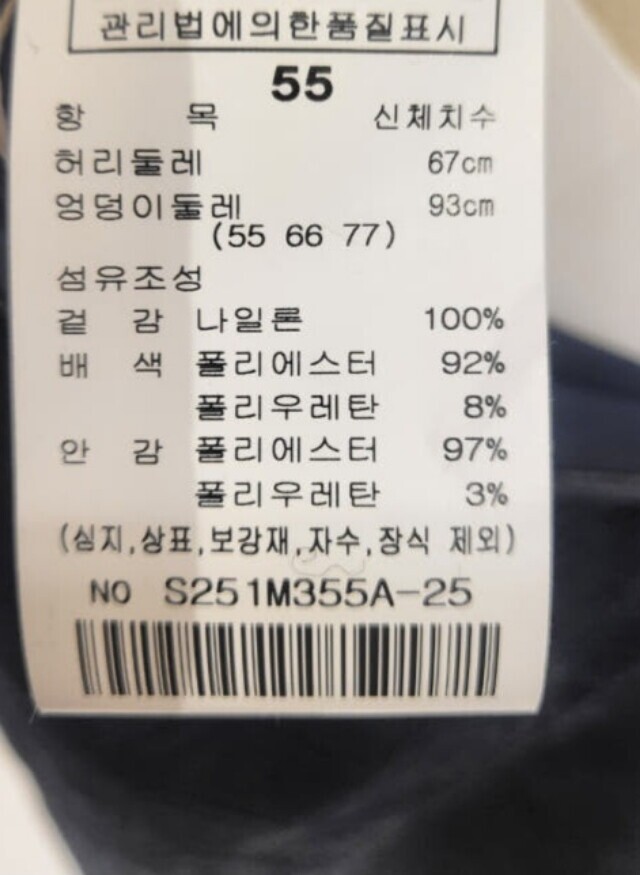 관리법에의한품질표시
55
항 목 신체치수
허리둘레 67cm
엉덩이둘레 93cm
(55 66 77)
섬유조성
겉 감 나일론 100%
배 색 폴리에스터 92%
폴리우레탄 8%
안 감 폴리에스터 97%
폴리우레탄 3%
(심지,상표,보강재,자수,장식 제외)
NO S251M355A-25